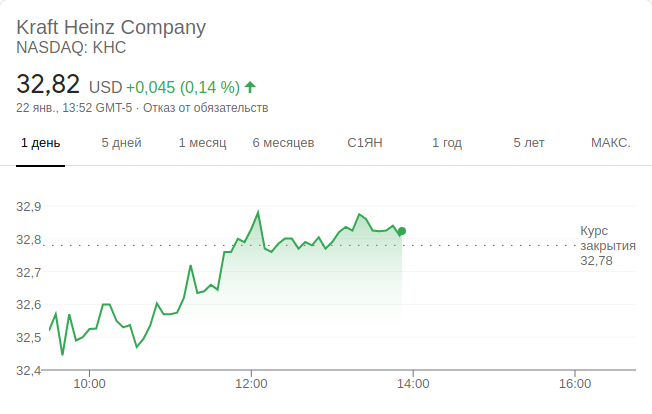 Kraft Heinz Company
NASDAQ: KHC
32,82 USD +0,045 (0,14 %)
22 янв., 13:52 GMT-5 · Отказ от обязательств
1 день 5 дней 1 месяц 6 месяцев С1ЯН 1 год 5 лет МАКС.
32,9
32,8
32,7
32,6
32,5
32,4
Курс
закрытия
32,78
10:00 12:00 14:00 16:00